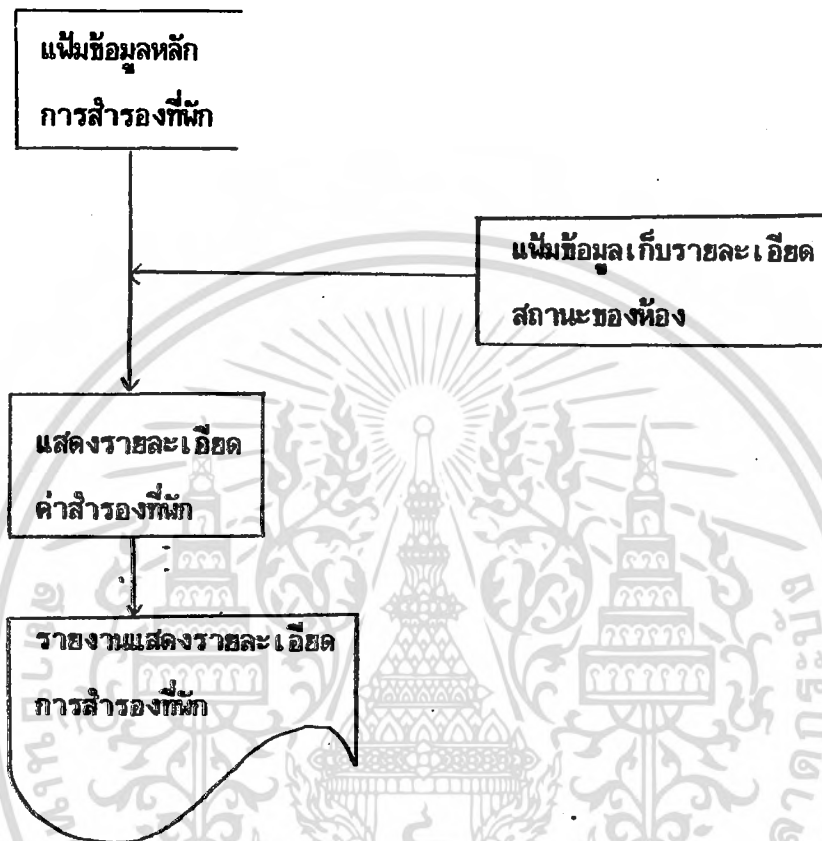 แฟ้มข้อมูลหลัก
การสำรองที่พัก
แฟ้มข้อมูลเก็บรายละเอียด
สถานะของห้อง
แสดงรายละเอียด
ค่าสำรองที่พัก
รายงานแสดงรายละเอียด
การสำรองที่พัก